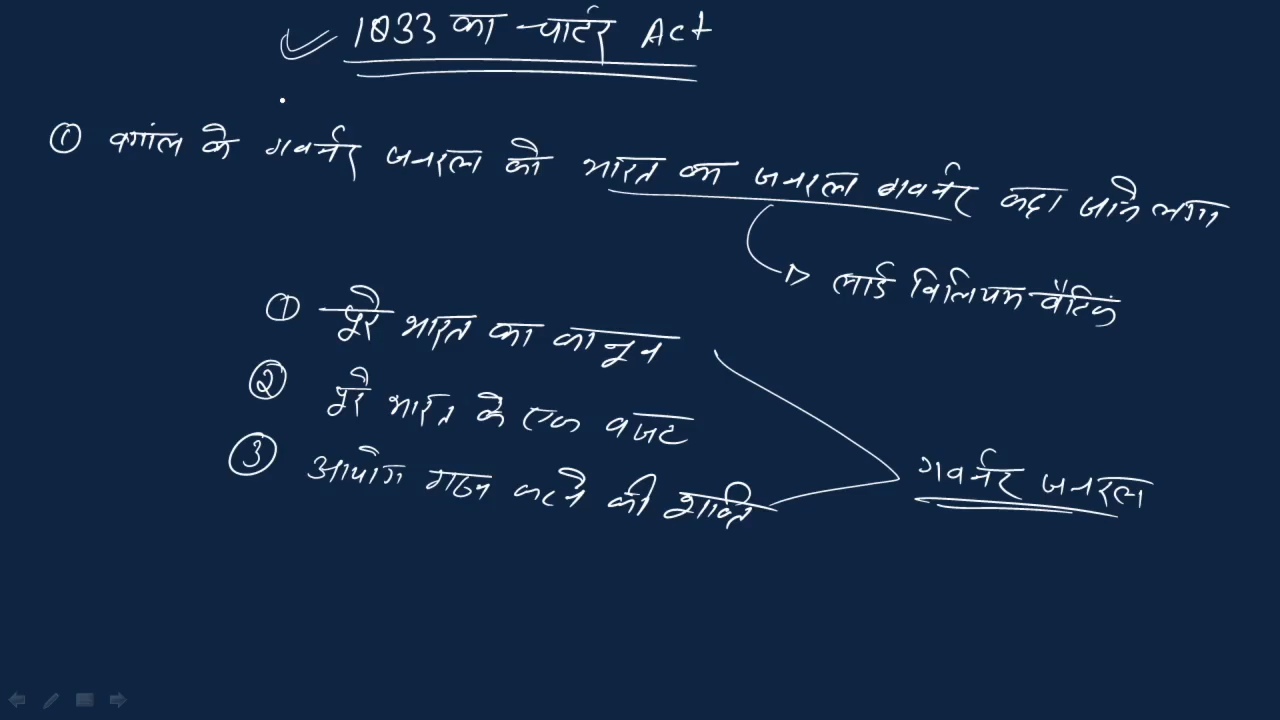 1833 का चार्टर Act
① बगांल के गवर्नर जनरल को भारत का जनरल गवर्नर कहा जाने लगा
लार्ड विलियम बैटिंक
① पूरे भारत का कानून
② पूरे भारत के एक बजट
③ आयोग गठन करने की शक्ति
गवर्नर जनरल